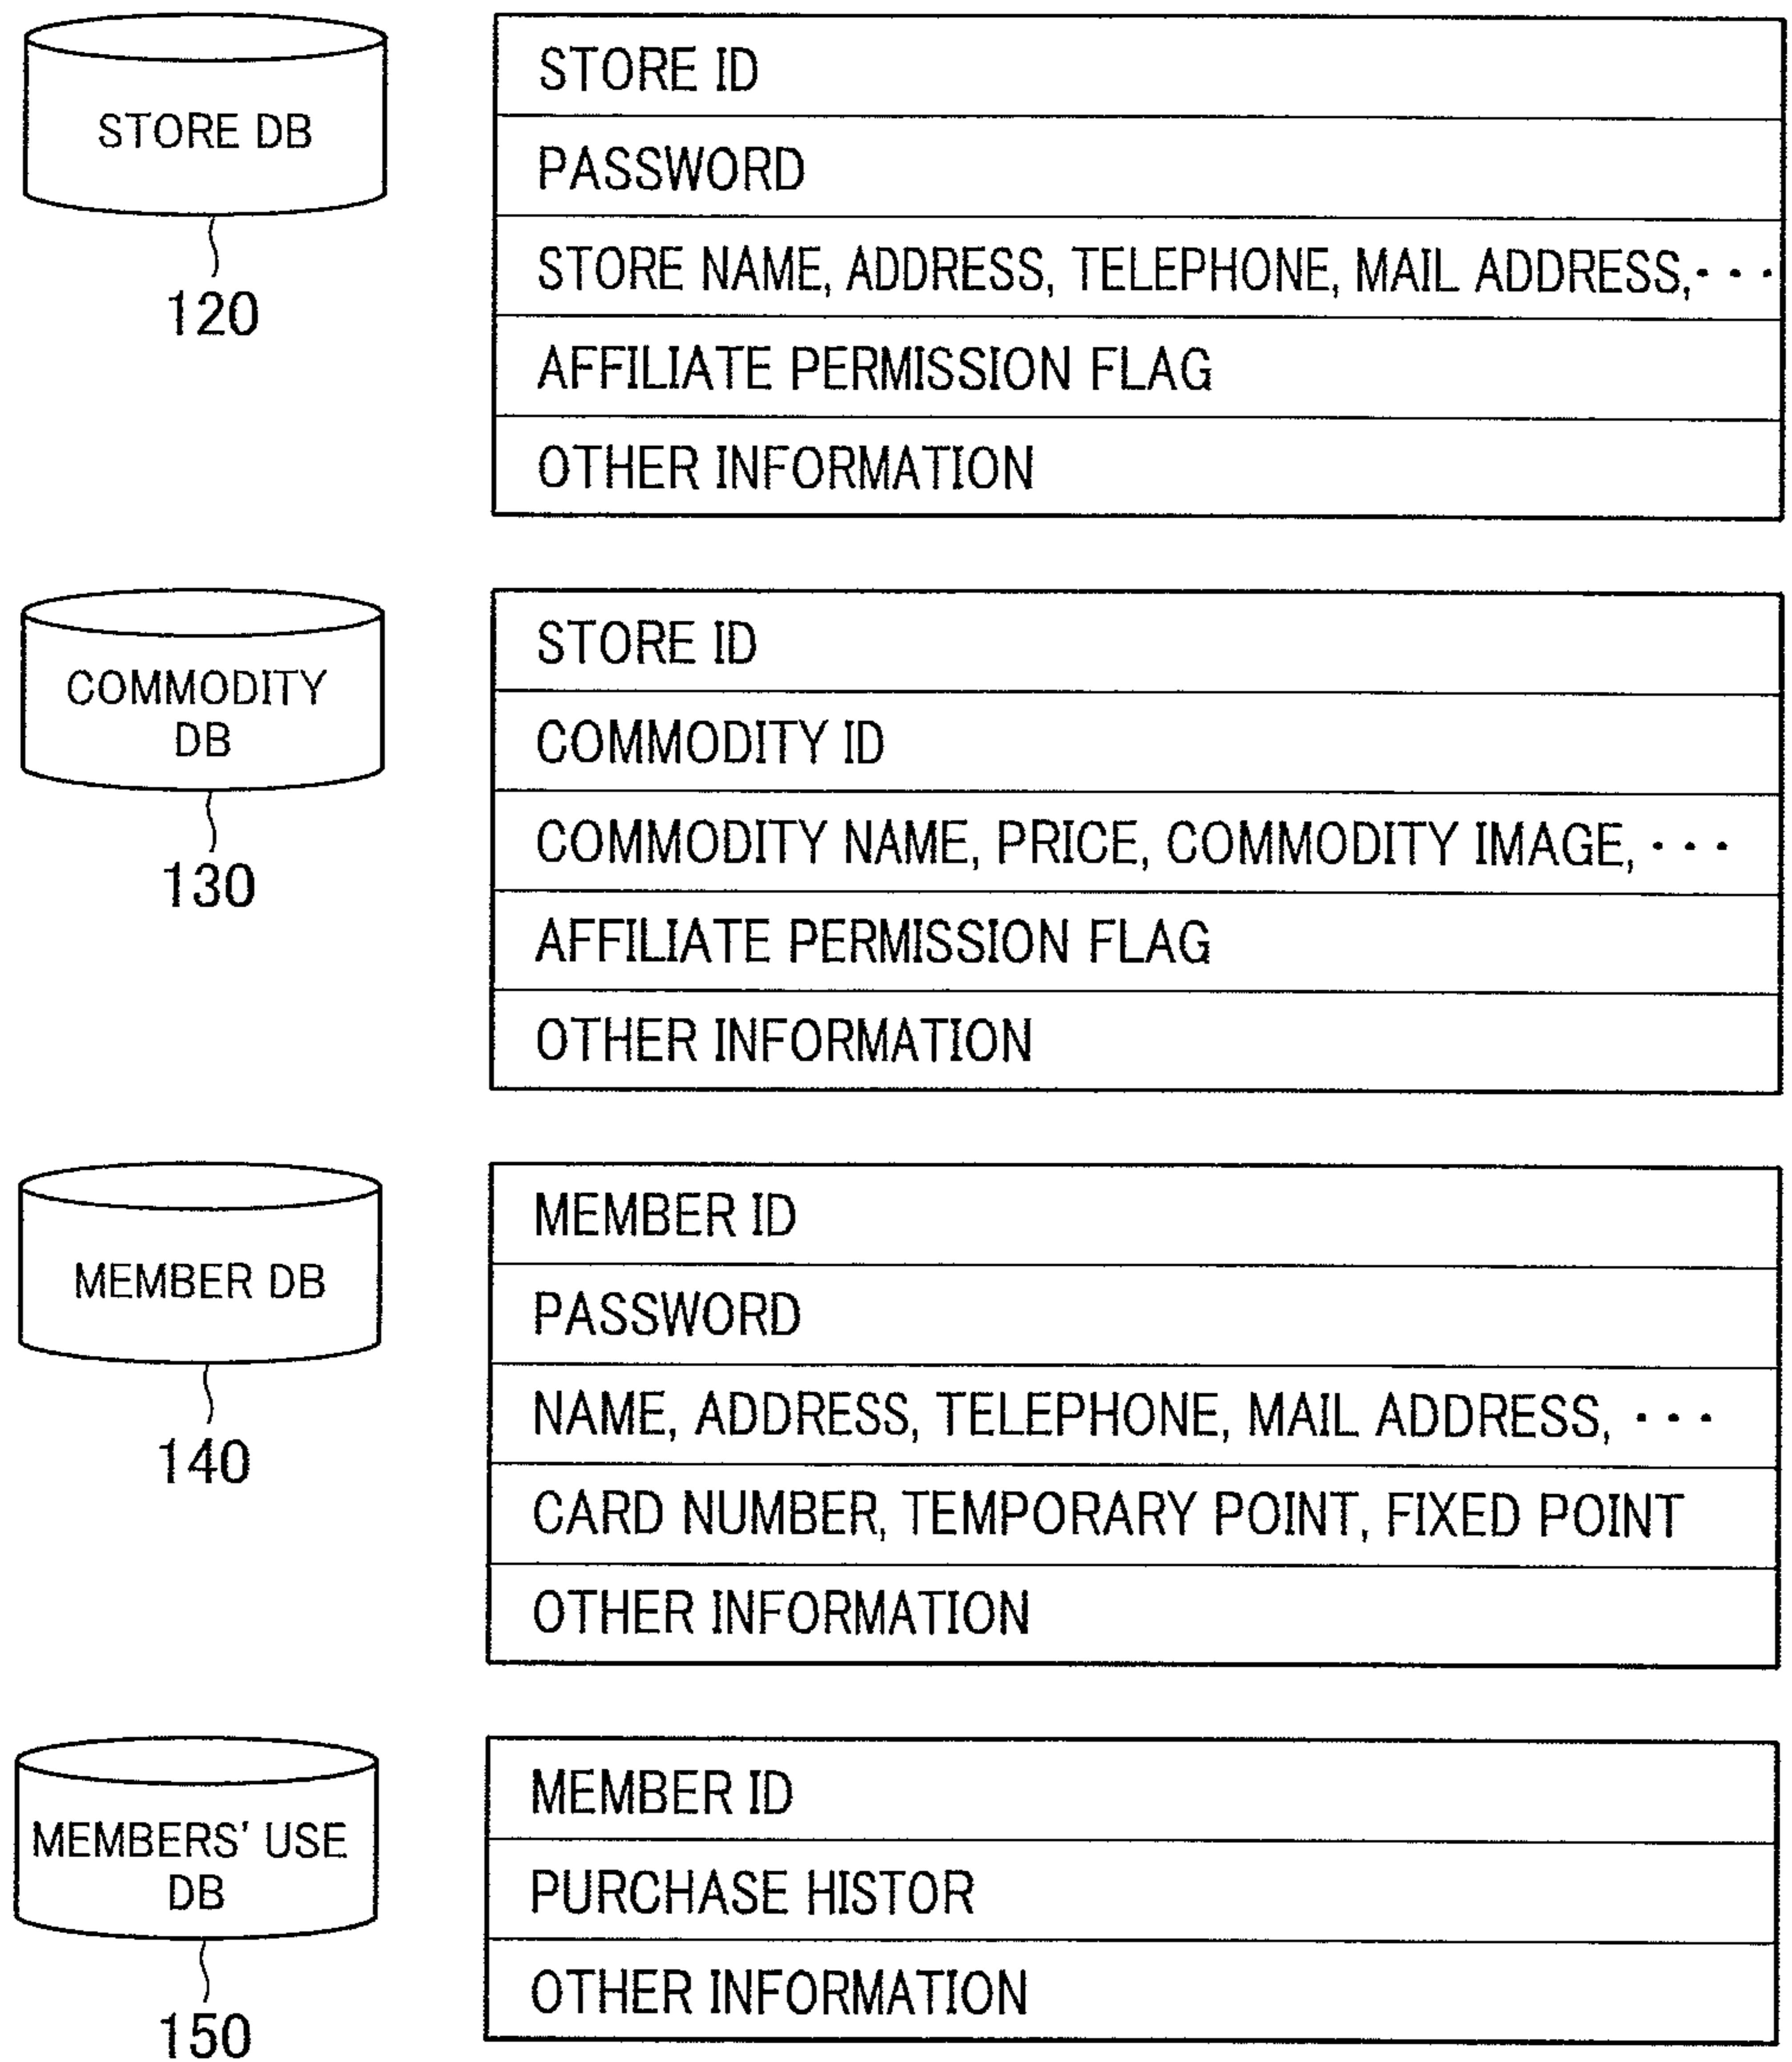 STORE DB
120
STORE ID
PASSWORD
STORE NAME, ADDRESS, TELEPHONE, MAIL ADDRESS, ･･･
AFFILIATE PERMISSION FLAG
OTHER INFORMATION
COMMODITY
DB
130
STORE ID
COMMODITY ID
COMMODITY NAME, PRICE, COMMODITY IMAGE, ･･･
AFFILIATE PERMISSION FLAG
OTHER INFORMATION
MEMBER DB
140
MEMBER ID
PASSWORD
NAME, ADDRESS, TELEPHONE, MAIL ADDRESS, ･･･
CARD NUMBER, TEMPORARY POINT, FIXED POINT
OTHER INFORMATION
MEMBERS' USE
DB
150
MEMBER ID
PURCHASE HISTOR
OTHER INFORMATION